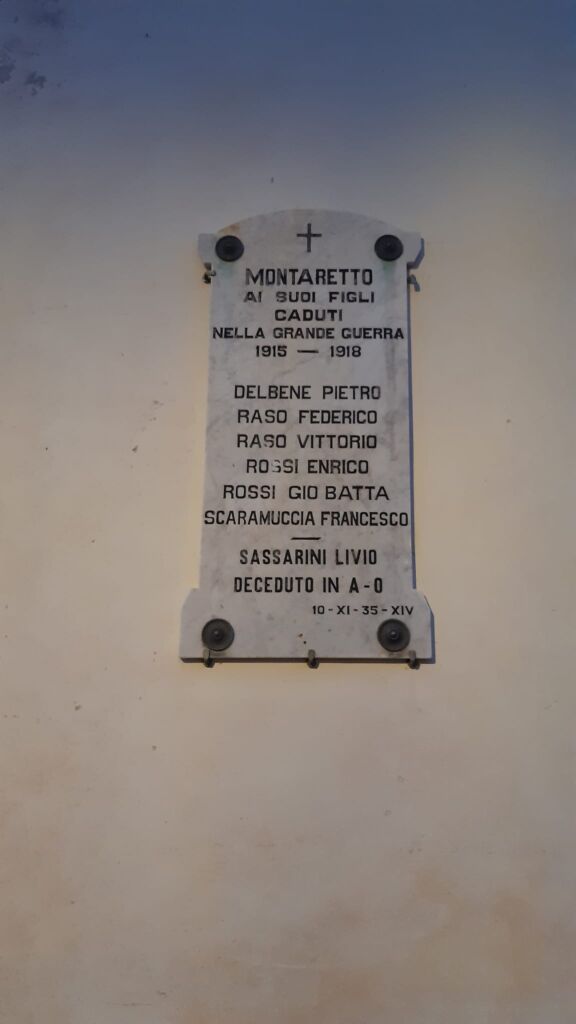 MONTARETTO
AI SUOI FIGLI
CADUTI
NELLA GRANDE GUERRA
1915 — 1918
DELBENE PIETRO
RASO FEDERICO
RASO VITTORIO
ROSSI ENRICO
ROSSI GIO BATTA
SCARAMUCCIA FRANCESCO
SASSARINI LIVIO
DECEDUTO IN A-O
10-XI-35-XIV